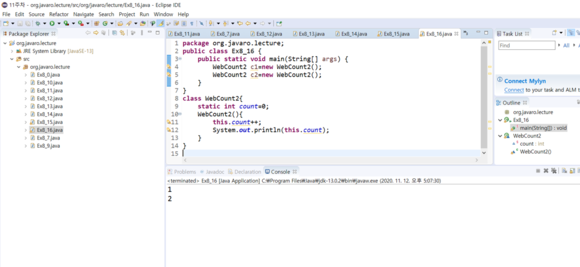 11주차 - org.javaro.lecture/src/org/javaro/lecture/Ex8_16.java - Eclipse IDE
File Edit Source Refactor Navigate Search Project Run Window Help
Package Explorer
org.javaro.lecture
JRE System Library [JavaSE-13]
src
org.javaro.lecture
Ex8_0.java
Ex8_10.java
Ex8_11.java
Ex8_12.java
Ex8_13.java
Ex8_14.java
Ex8_15.java
Ex8_16.java
Ex8_7.java
Ex8_9.java
Ex8_11.java Ex8_7.java Ex8_12.java Ex8_13.java Ex8_14.java Ex8_15.java Ex8_16.java
1 package org.javaro.lecture;
2 public class Ex8_16 {
3 public static void main(String[] args) {
4 WebCount2 c1=new WebCount2();
5 WebCount2 c2=new WebCount2();
6 }
7 }
8 class WebCount2{
9 static int count=0;
10 WebCount2(){
11 this.count++;
12 System.out.println(this.count);
13 }
14 }
15
Task List
Find
All
Connect Mylyn
Connect to your task and ALM t
Outline
org.javaro.lecture
Ex8_16
main(String[]) : void
WebCount2
count : int
WebCount2()
Problems Javadoc Declaration Console
<terminated> Ex8_16 [Java Application] C:\Program Files\Java\jdk-13.0.2\bin\javaw.exe (2020. 11. 12. 오후 5:07:30)
1
2